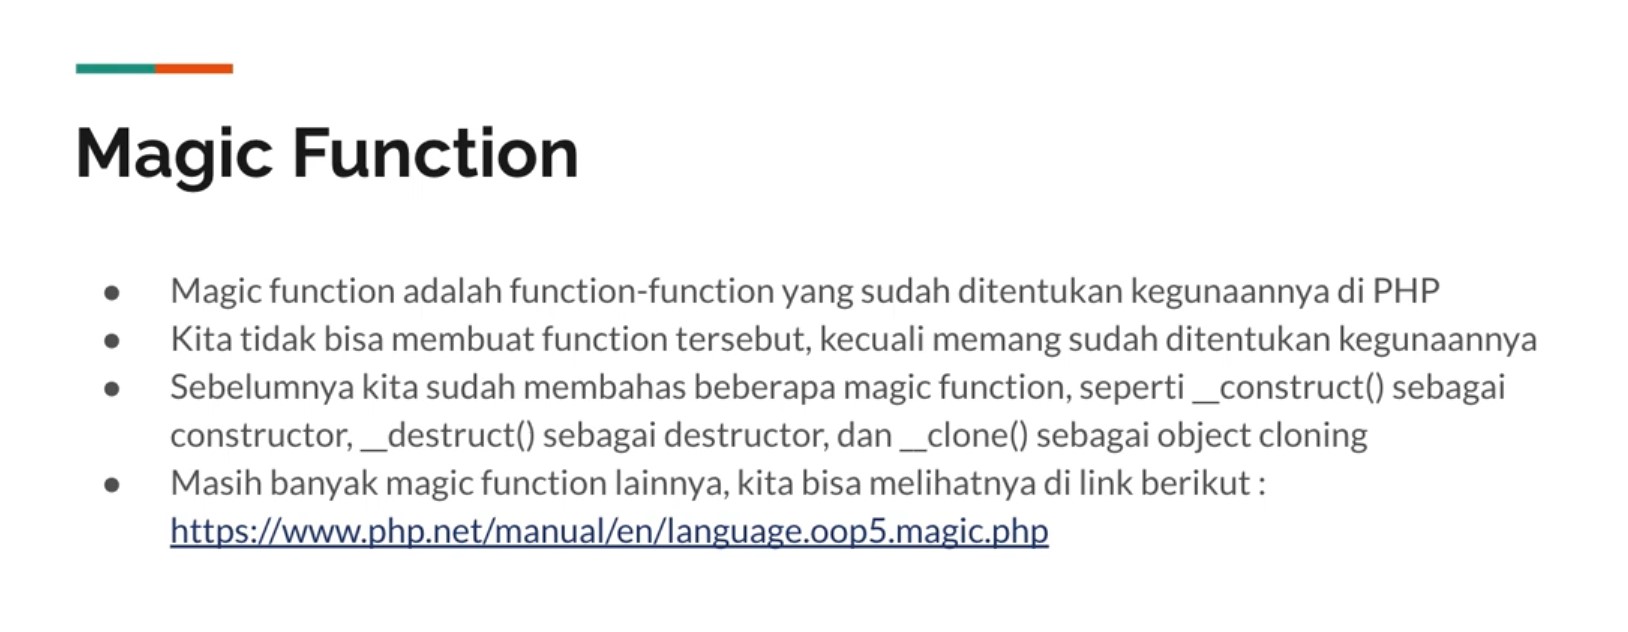 Magic Function
● Magic function adalah function-function yang sudah ditentukan kegunaannya di PHP
● Kita tidak bisa membuat function tersebut, kecuali memang sudah ditentukan kegunaannya
● Sebelumnya kita sudah membahas beberapa magic function, seperti __construct() sebagai
constructor, __destruct() sebagai destructor, dan __clone() sebagai object cloning
● Masih banyak magic function lainnya, kita bisa melihatnya di link berikut :
https://www.php.net/manual/en/language.oop5.magic.php